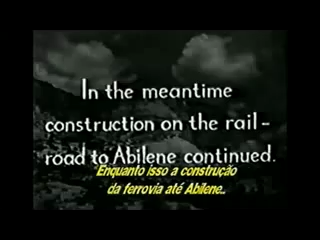 In the meantime
construction on the rail-
road to Abilene continued.
Enquanto isso a construção
da ferrovia até Abilene..